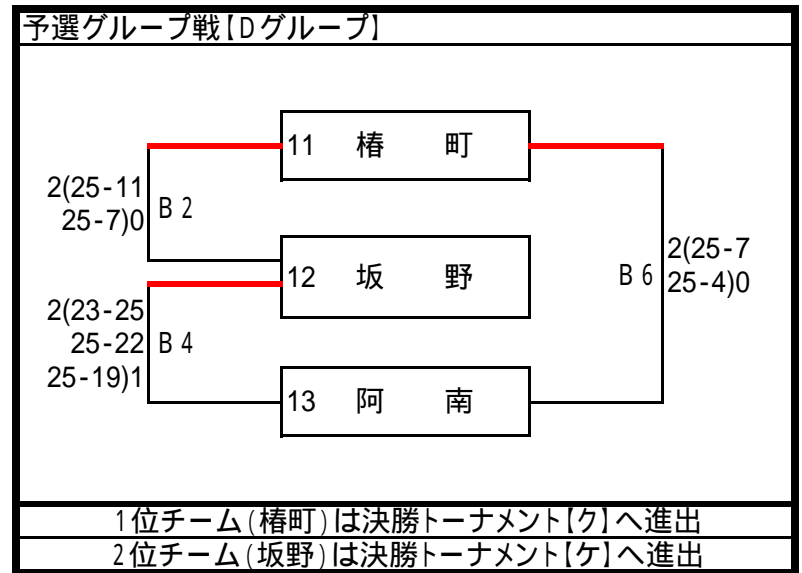 予選グループ戦【Dグループ】
11 椿 町
2(25-11
25-7)0
B 2
12 坂 野
B 6
2(25-7
25-4)0
2(23-25
25-22
25-19)1
B 4
13 阿 南
1位チーム(椿町)は決勝トーナメント【ク】へ進出
2位チーム(坂野)は決勝トーナメント【ケ】へ進出